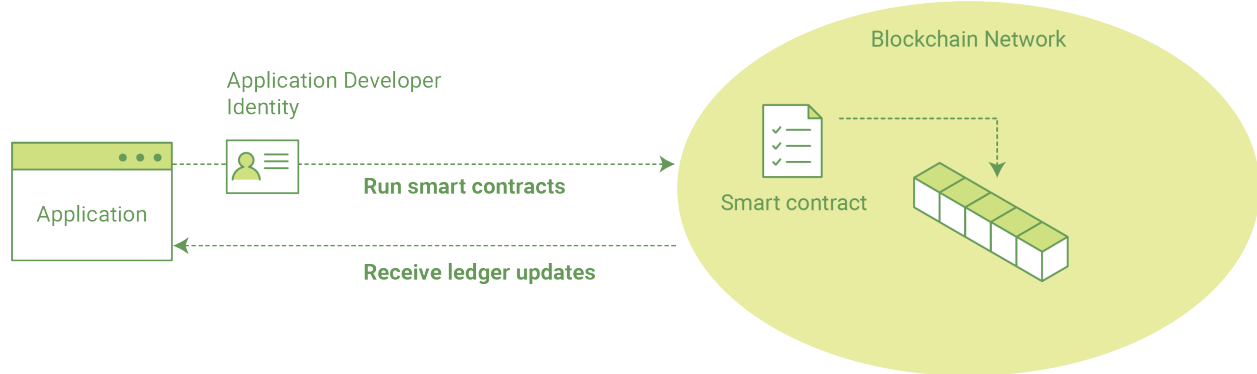 Blockchain Network
Application Developer
Identity
Application
Run smart contracts
Smart contract
Receive ledger updates